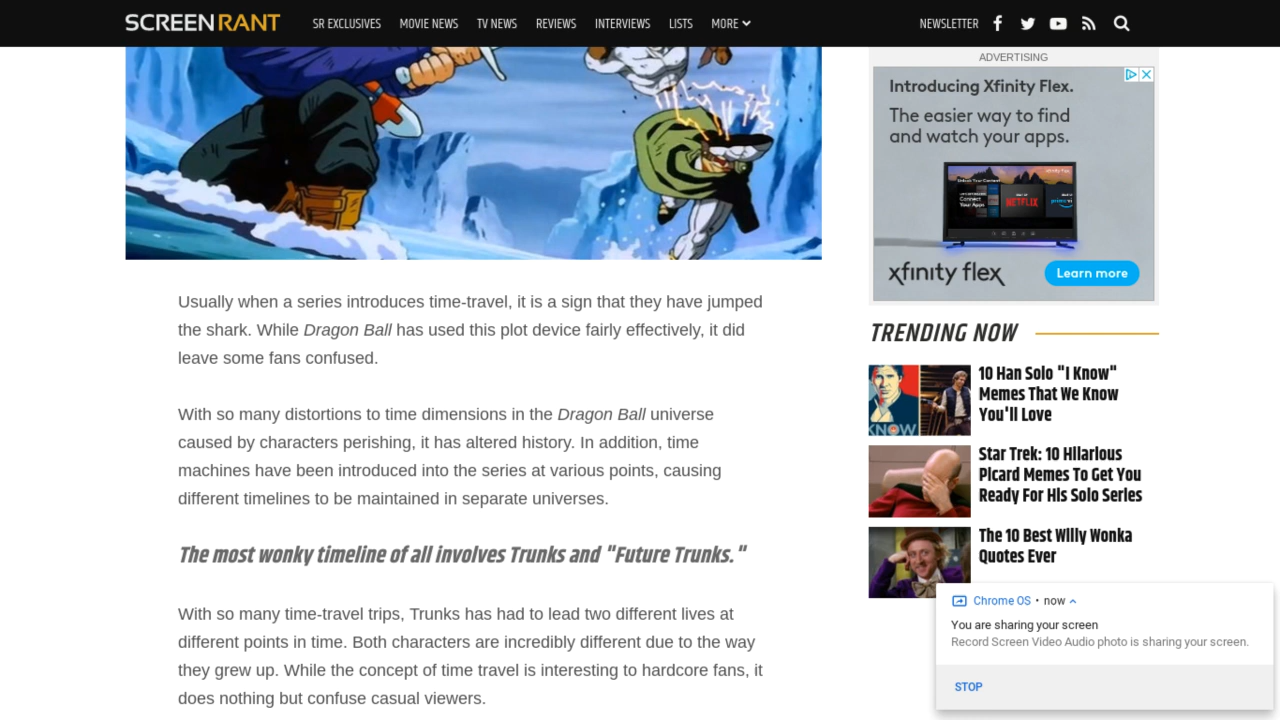 SCREEN RANT
SR EXCLUSIVES MOVIE NEWS TV NEWS REVIEWS INTERVIEWS LISTS MORE
NEWSLETTER
ADVERTISING
Introducing Xfinity Flex.
The easier way to find
and watch your apps.
NETFLIX
prime
xfinity flex
Learn more
Usually when a series introduces time-travel, it is a sign that they have jumped
the shark. While Dragon Ball has used this plot device fairly effectively, it did
leave some fans confused.
With so many distortions to time dimensions in the Dragon Ball universe
caused by characters perishing, it has altered history. In addition, time
machines have been introduced into the series at various points, causing
different timelines to be maintained in separate universes.
The most wonky timeline of all involves Trunks and "Future Trunks."
With so many time-travel trips, Trunks has had to lead two different lives at
different points in time. Both characters are incredibly different due to the way
they grew up. While the concept of time travel is interesting to hardcore fans, it
does nothing but confuse casual viewers.
TRENDING NOW
KNOW
10 Han Solo "I Know"
Memes That We Know
You'll Love
Star Trek: 10 Hilarious
Picard Memes To Get You
Ready For His Solo Series
The 10 Best Willy Wonka
Quotes Ever
Chrome OS • now
You are sharing your screen
Record Screen Video Audio photo is sharing your screen.
STOP